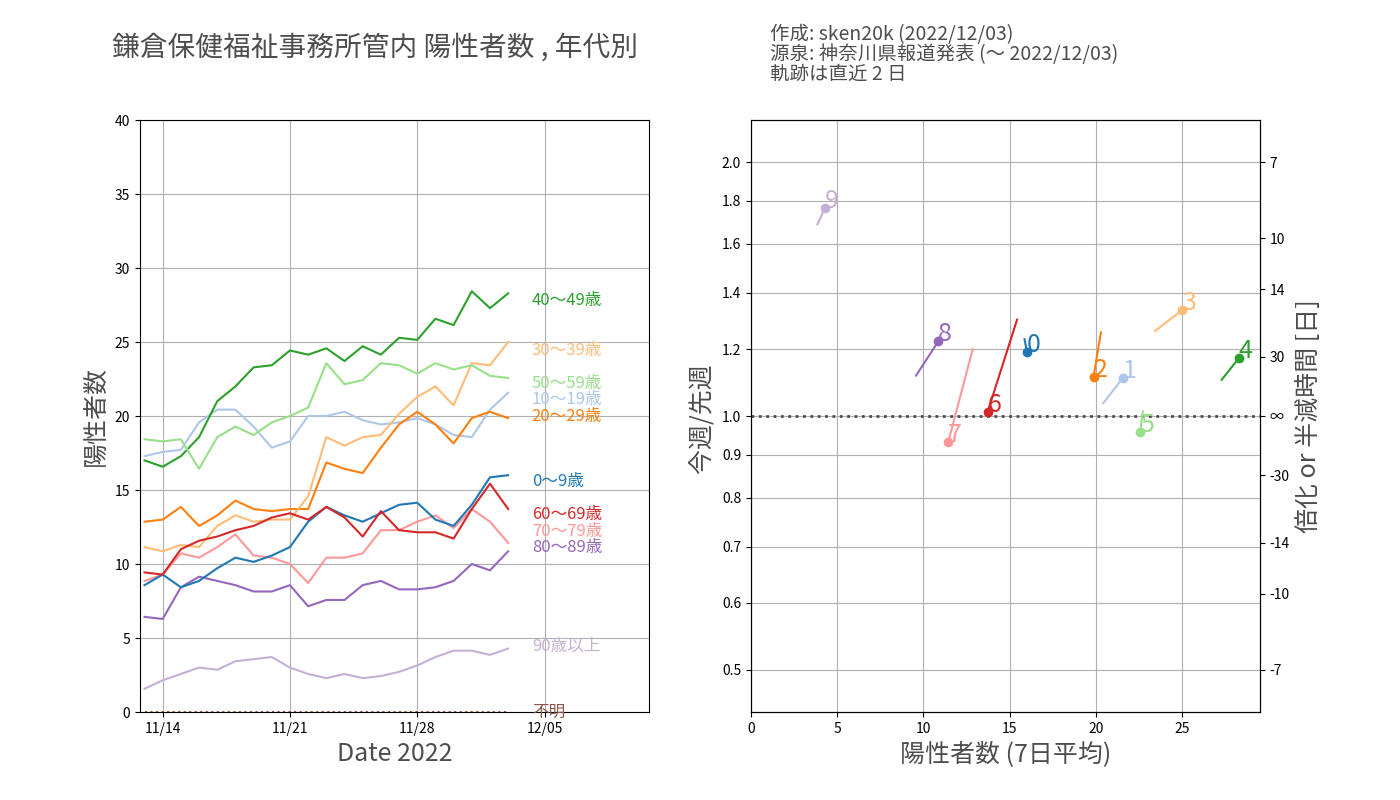 鎌倉保健福祉事務所管内 陽性者数 , 年代別
作成: sken20k (2022/12/03)
源泉: 神奈川県報道発表 (～ 2022/12/03)
軌跡は直近 2 日
陽性者数
40
35
30
25
20
15
10
5
0
11/14
11/21
11/28
12/05
Date 2022
40～49歳
30～39歳
50～59歳
10～19歳
20～29歳
0～9歳
60～69歳
70～79歳
80～89歳
90歳以上
不明
今週/先週
2.0
1.8
1.6
1.4
1.2
1.0
0.9
0.8
0.7
0.6
0.5
9
3
8
0
4
2
1
6
5
7
0
5
10
15
20
25
陽性者数 (7日平均)
7
10
14
30
∞
-30
-14
-10
-7
倍化 or 半減時間 [日]